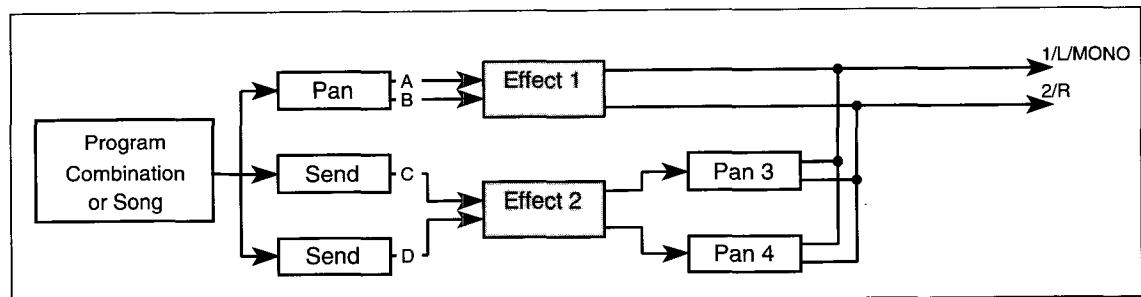 1/L/MONO
A
Pan
Effect 1
B
2/R
Program
Combination
or Song
Send
C
Effect 2
Pan 3
Send
D
Pan 4